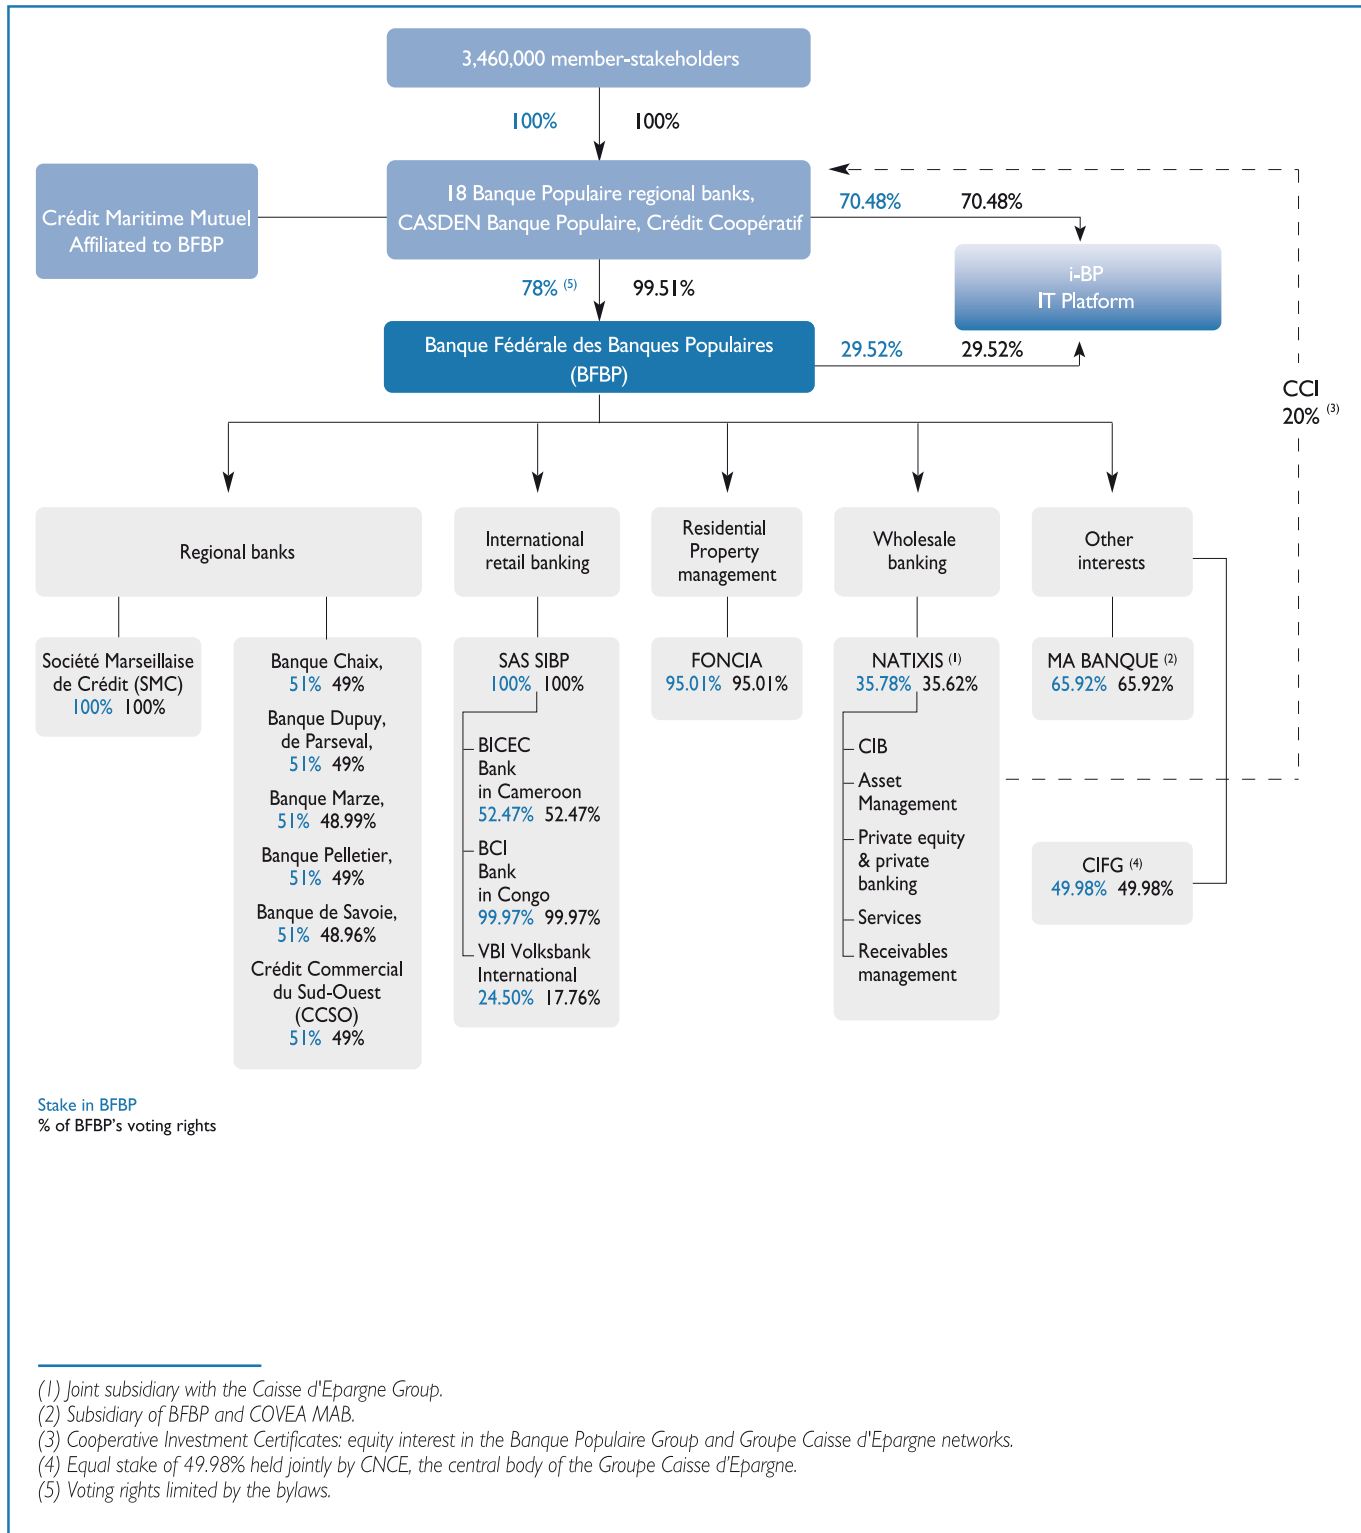 3,460,000 member-stakeholders
100% 100%
Crédit Maritime Mutuel
Affiliated to BFBP
18 Banque Populaire regional banks,
CASDEN Banque Populaire, Crédit Coopératif
70.48% 70.48%
i-BP
IT Platform
78% (5) 99.51%
Banque Fédérale des Banques Populaires
(BFBP)
29.52% 29.52%
CCI
20% (3)
Regional banks
International
retail banking
Residential
Property
management
Wholesale
banking
Other
interests
Société Marseillaise
de Crédit (SMC)
100% 100%
Banque Chaix,
51% 49%
Banque Dupuy,
de Parseval,
51% 49%
Banque Marze,
51% 48.99%
Banque Pelletier,
51% 49%
Banque de Savoie,
51% 48.96%
Crédit Commercial
du Sud-Ouest
(CCSO)
51% 49%
SAS SIBP
100% 100%
BICEC
Bank
in Cameroon
52.47% 52.47%
BCI
Bank
in Congo
99.97% 99.97%
VBI Volksbank
International
24.50% 17.76%
FONCIA
95.01% 95.01%
NATIXIS (1)
35.78% 35.62%
CIB
Asset
Management
Private equity
& private
banking
Services
Receivables
management
MA BANQUE (2)
65.92% 65.92%
CIFG (4)
49.98% 49.98%
Stake in BFBP
% of BFBP's voting rights
(1) Joint subsidiary with the Caisse d'Epargne Group.
(2) Subsidiary of BFBP and COVEA MAB.
(3) Cooperative Investment Certificates: equity interest in the Banque Populaire Group and Groupe Caisse d'Epargne networks.
(4) Equal stake of 49.98% held jointly by CNCE, the central body of the Groupe Caisse d'Epargne.
(5) Voting rights limited by the bylaws.